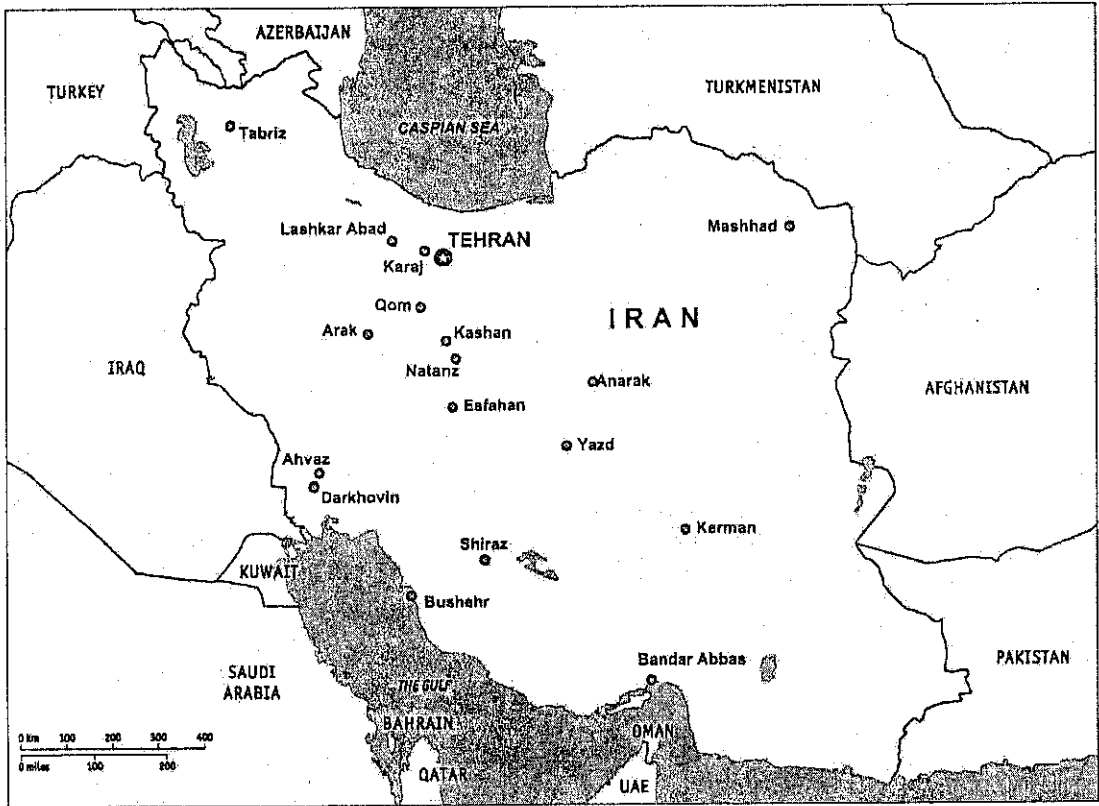 AZERBAIJAN
TURKEY
TURKMENISTAN
CASPIAN SEA
Tabriz
Mashhad
Lashkar Abad
TEHRAN
Karaj
Qom
IRAN
Arak
Kashan
IRAQ
Natanz
Anarak
AFGHANISTAN
Eafahan
Yazd
Ahvaz
Darkhovin
Kerman
Shiraz
KUWAIT
Bushehr
Bandar Abbas
PAKISTAN
SAUDI
ARABIA
THE GULF
BAHRAIN
OMAN
0 km 100 200 300 400
0 miles 100 200
QATAR
UAE